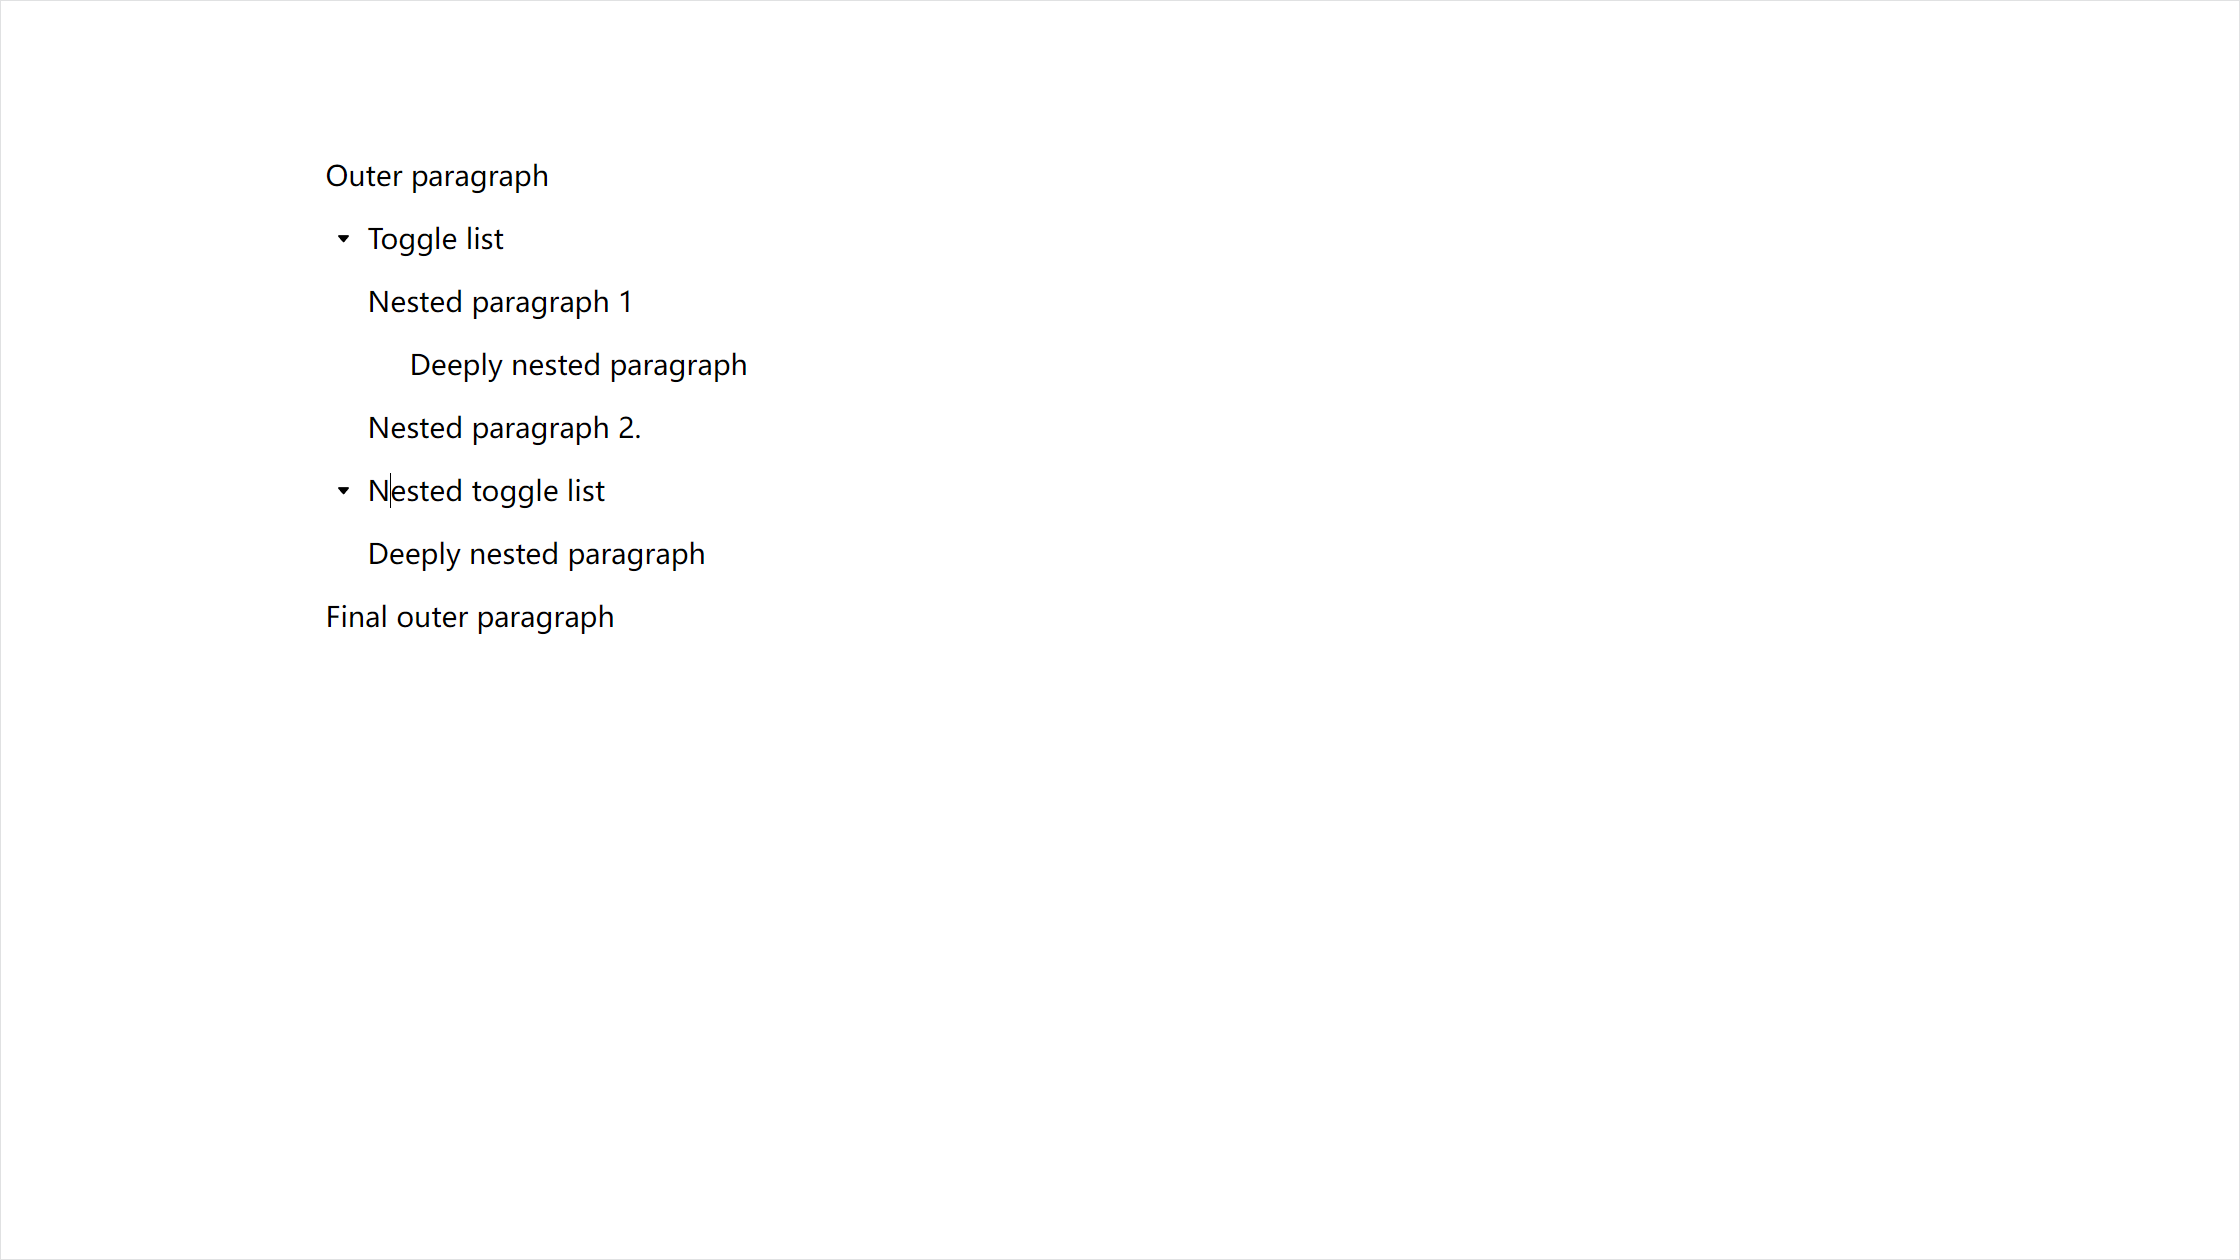 Outer paragraph
Toggle list
Nested paragraph 1
Deeply nested paragraph
Nested paragraph 2.
Nested toggle list
Deeply nested paragraph
Final outer paragraph